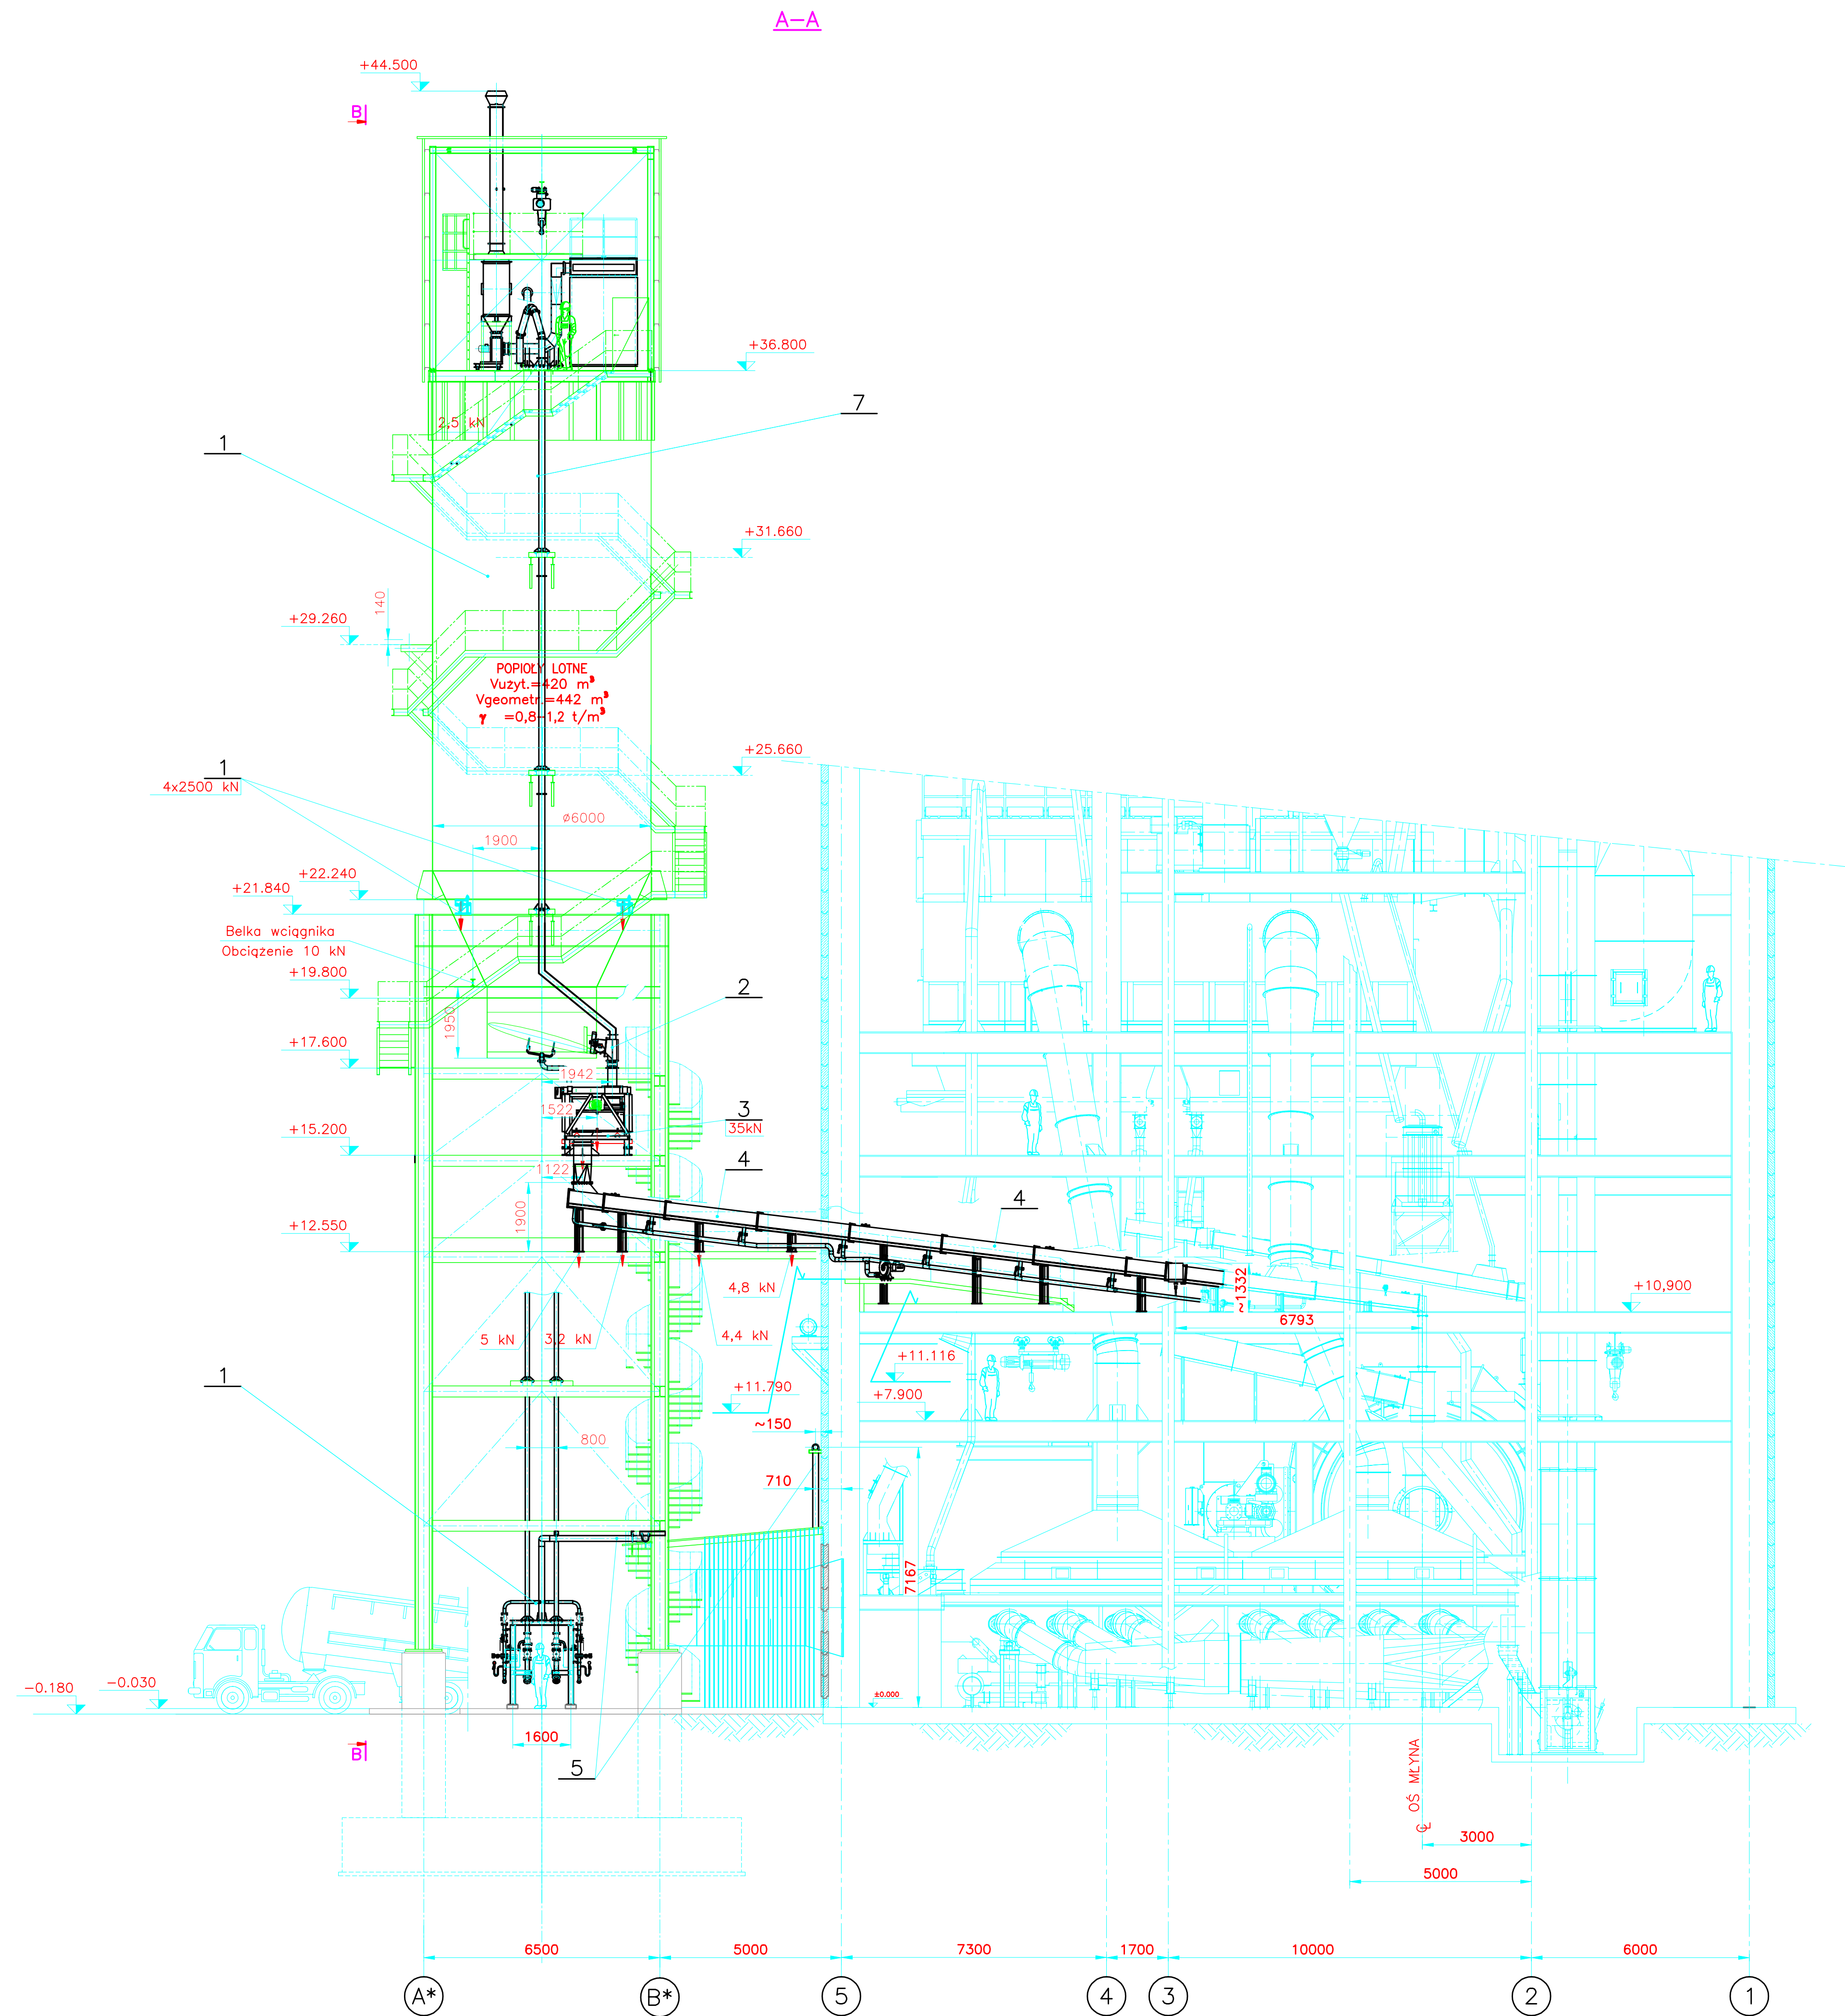 A-A
+44.500
B
+36.800
7
2,5 kN
1
+31.660
140
+29.260
POPIOŁY LOTNE
Vużyt.=420 m³
Vgeometr.=442 m³
γ =0,8-1,2 t/m³
+25.660
1
4x2500 kN
ø6000
1900
+22.240
+21.840
Belka wciągnika
Obciążenie 10 kN
+19.800
2
1950
+17.600
1942
1522
3
35kN
+15.200
4
1122
4
1900
+12.550
4,8 kN
~1332
+10,900
6793
5 kN
3,2 kN
4,4 kN
+11.116
1
+11.790
+7.900
~150
800
710
7167
-0.180
-0.030
±0.000
1600
B
5
OŚ MŁYNA
3000
5000
6500
5000
7300
1700
10000
6000
A*
B*
5
4
3
2
1